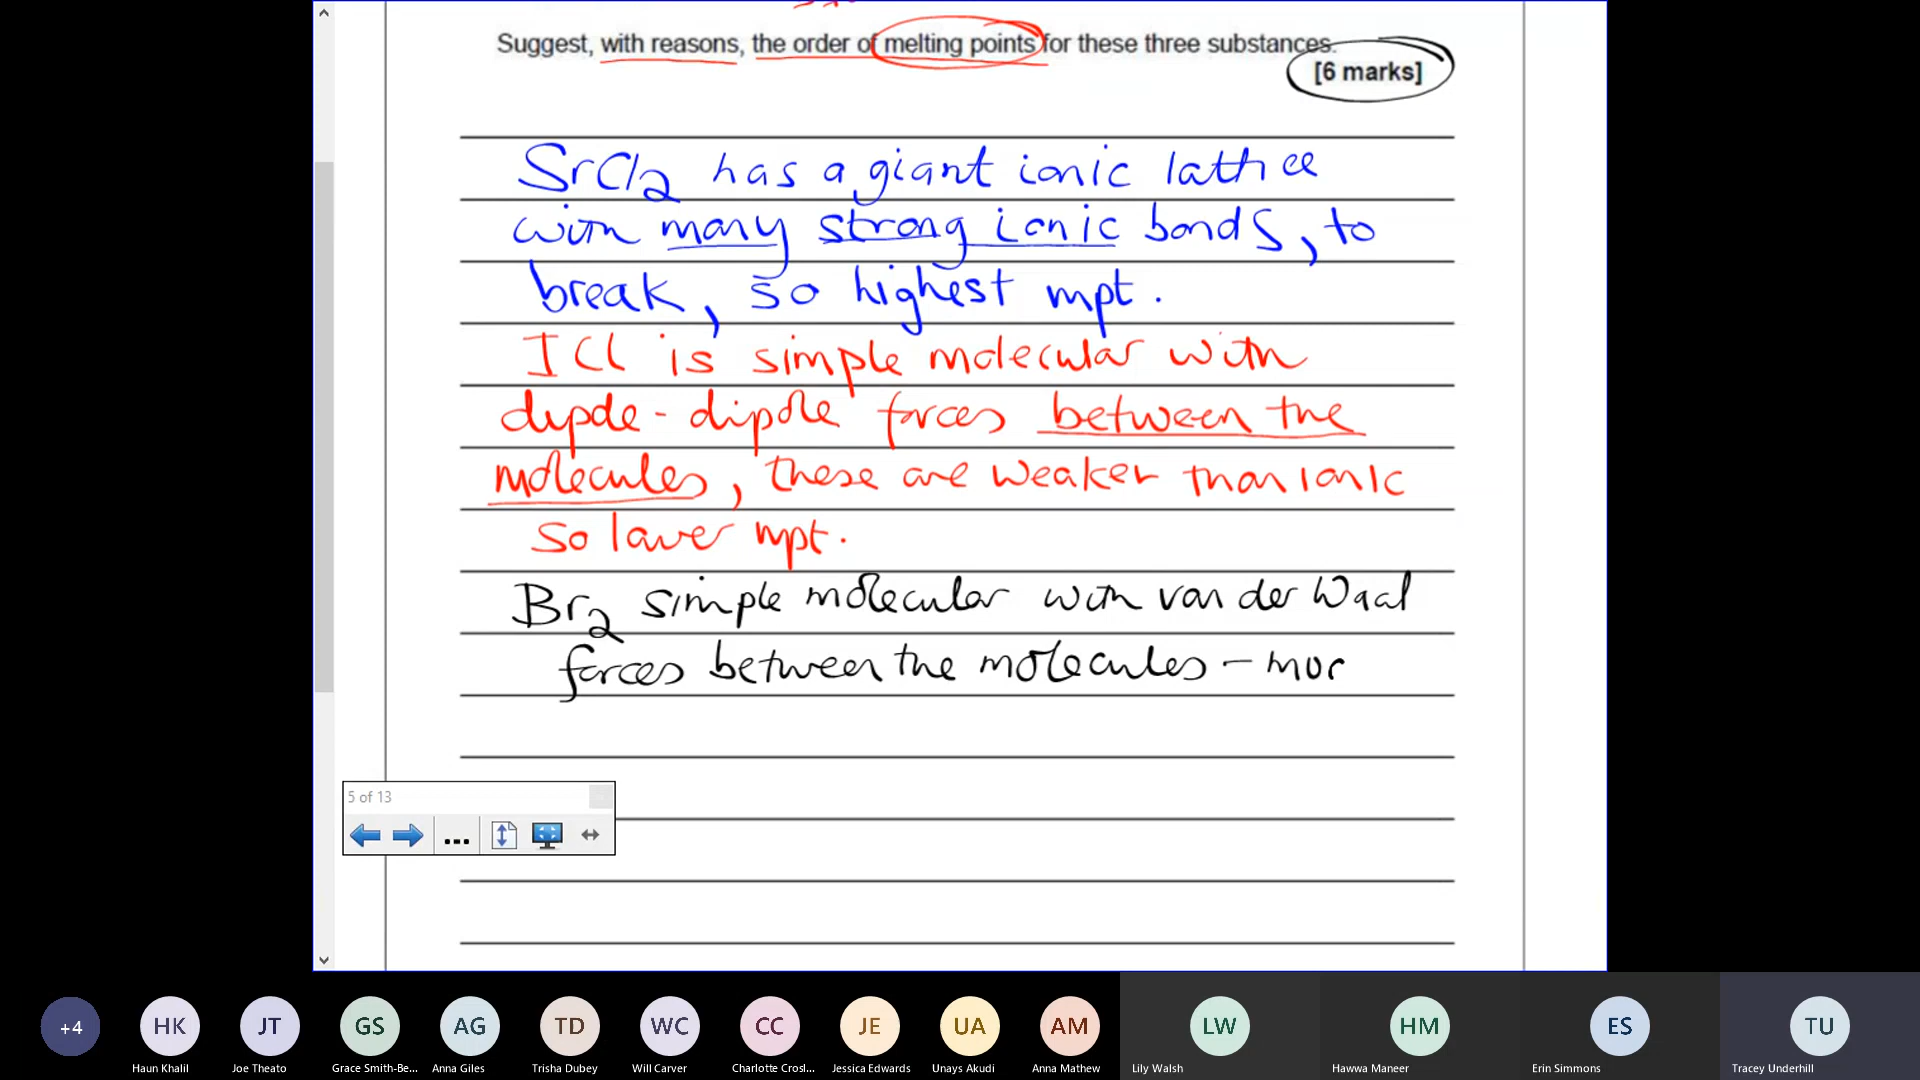 Suggest, with reasons, the order of melting points for these three substances.
[6 marks]
SrCl2 has a giant ionic lattice
with many strong ionic bonds, to
break, so highest mpt.
ICl is simple molecular with
dipole-dipole forces between the
molecules, these are weaker than ionic
so lower mpt.
Br2 simple molecular with van der Waal
forces between the molecules - mor
5 of 13
+4 HK JT GS AG TD WC CC JE UA AM LW HM ES TU
Haun Khalil Joe Theato Grace Smith-Be... Anna Giles Trisha Dubey Will Carver Charlotte Crosl... Jessica Edwards Unays Akudi Anna Mathew Lily Walsh Hawwa Maneer Erin Simmons Tracey Underhill